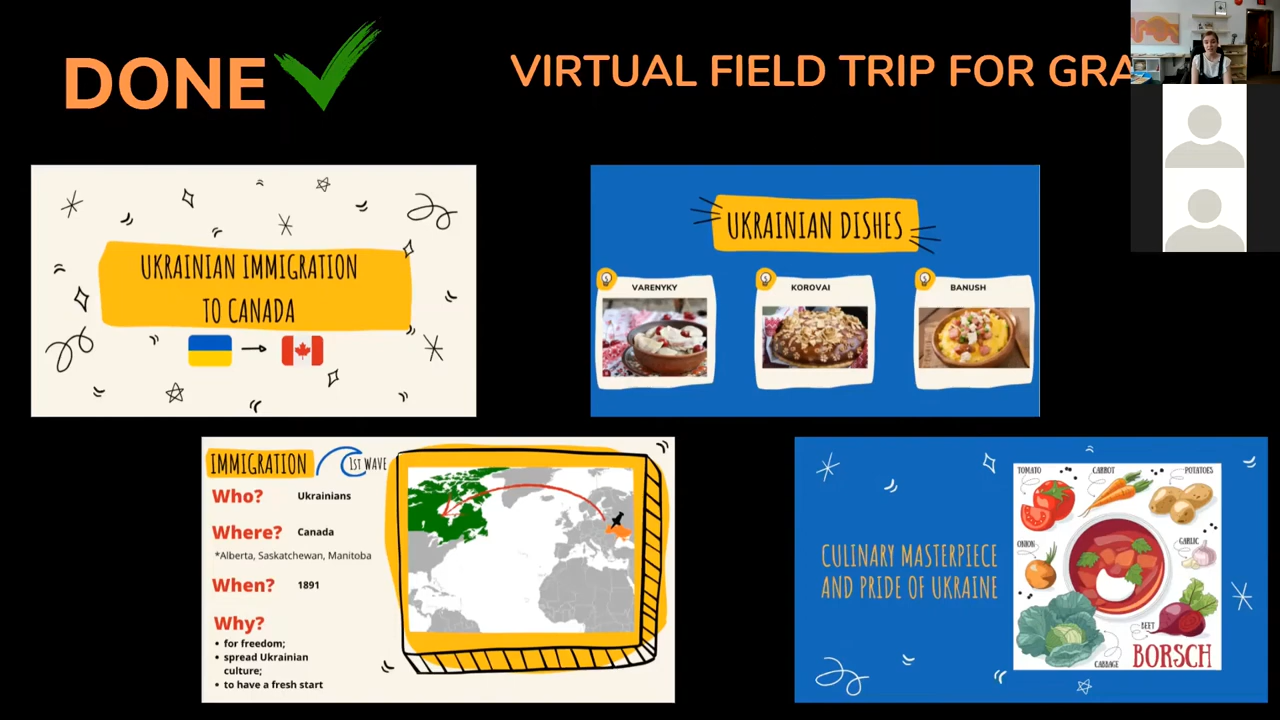 DONE
VIRTUAL FIELD TRIP FOR GRA
UKRAINIAN IMMIGRATION
TO CANADA
UKRAINIAN DISHES
VARENYKY
KOROVAI
BANUSH
IMMIGRATION
1ST WAVE
Who? Ukrainians
Where? Canada
*Alberta, Saskatchewan, Manitoba
When? 1891
Why?
• for freedom;
• spread Ukrainian
culture;
• to have a fresh start
CULINARY MASTERPIECE
AND PRIDE OF UKRAINE
TOMATO
CARROT
POTATOES
ONION
GARLIC
BEET
CABBAGE
BORSCH